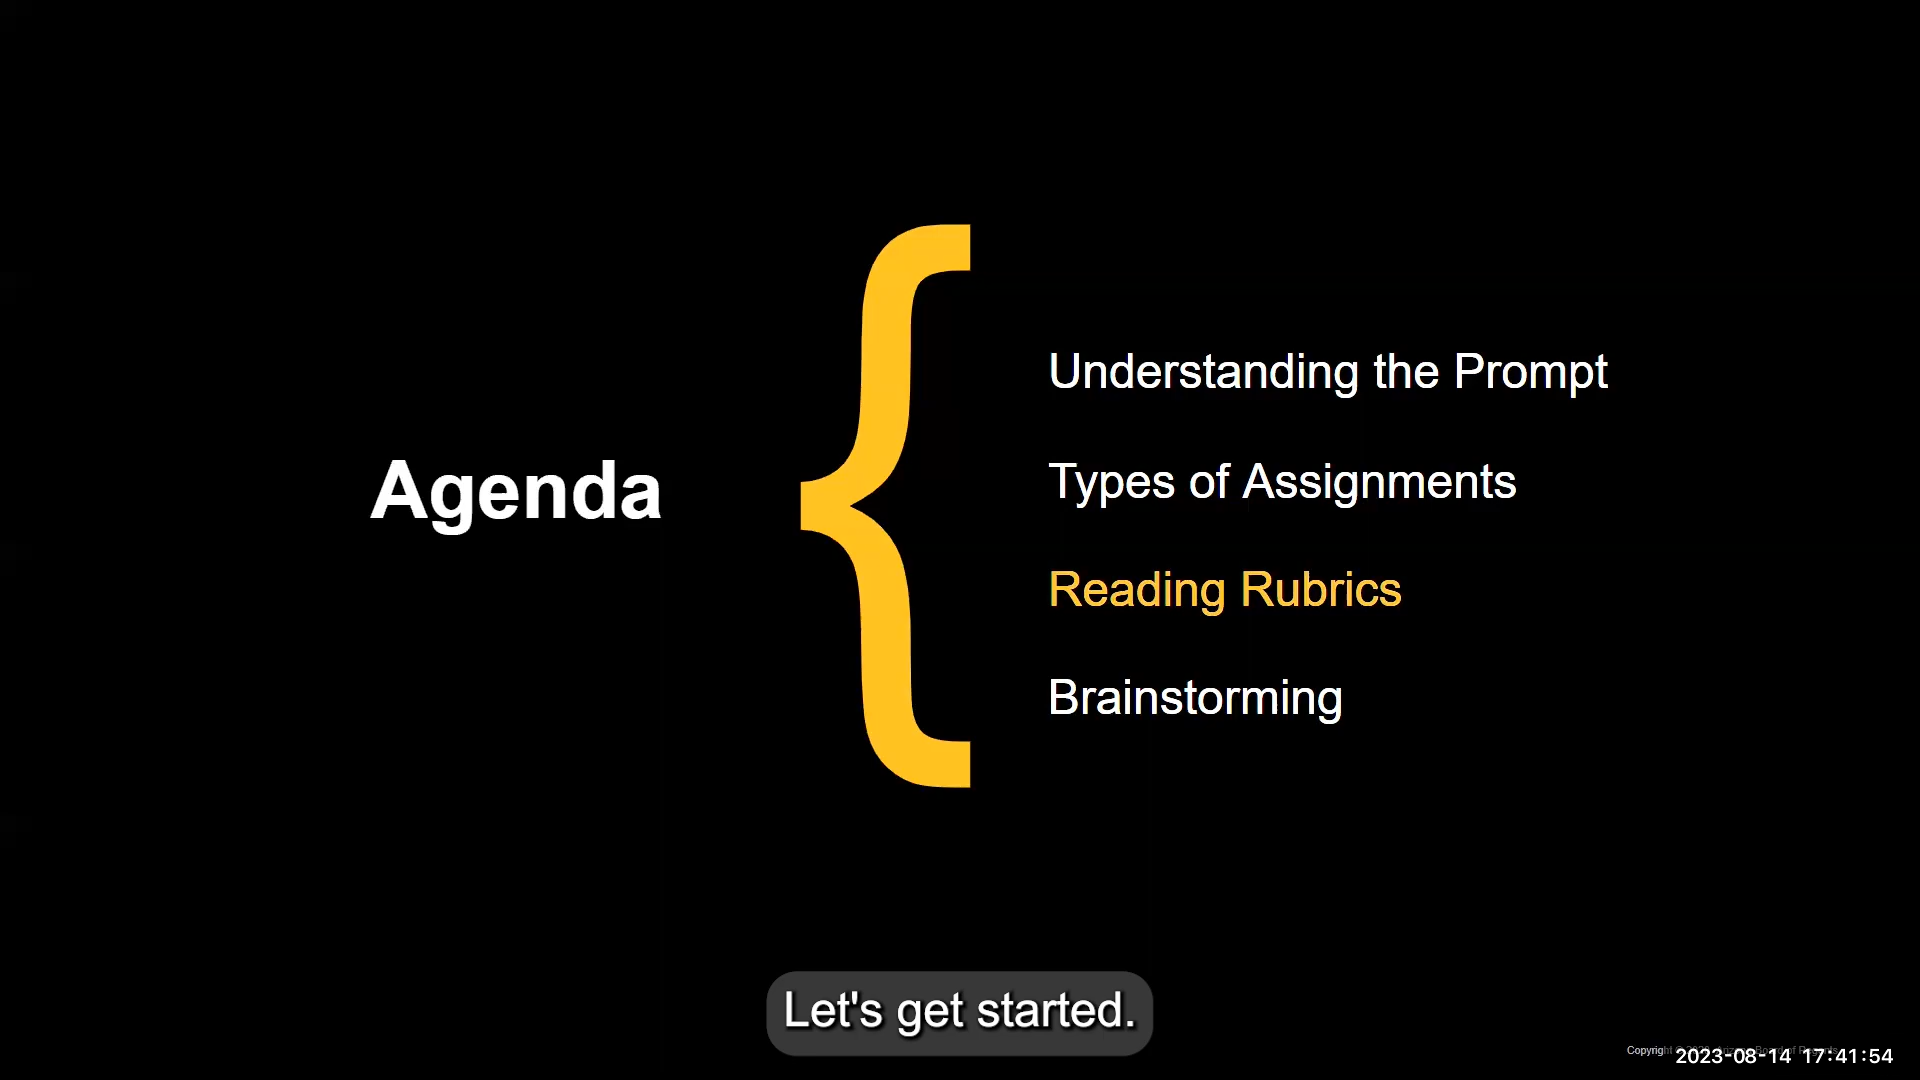 Agenda
Understanding the Prompt
Types of Assignments
Reading Rubrics
Brainstorming
Let's get started.
Copyright
2023-08-14 17:41:54